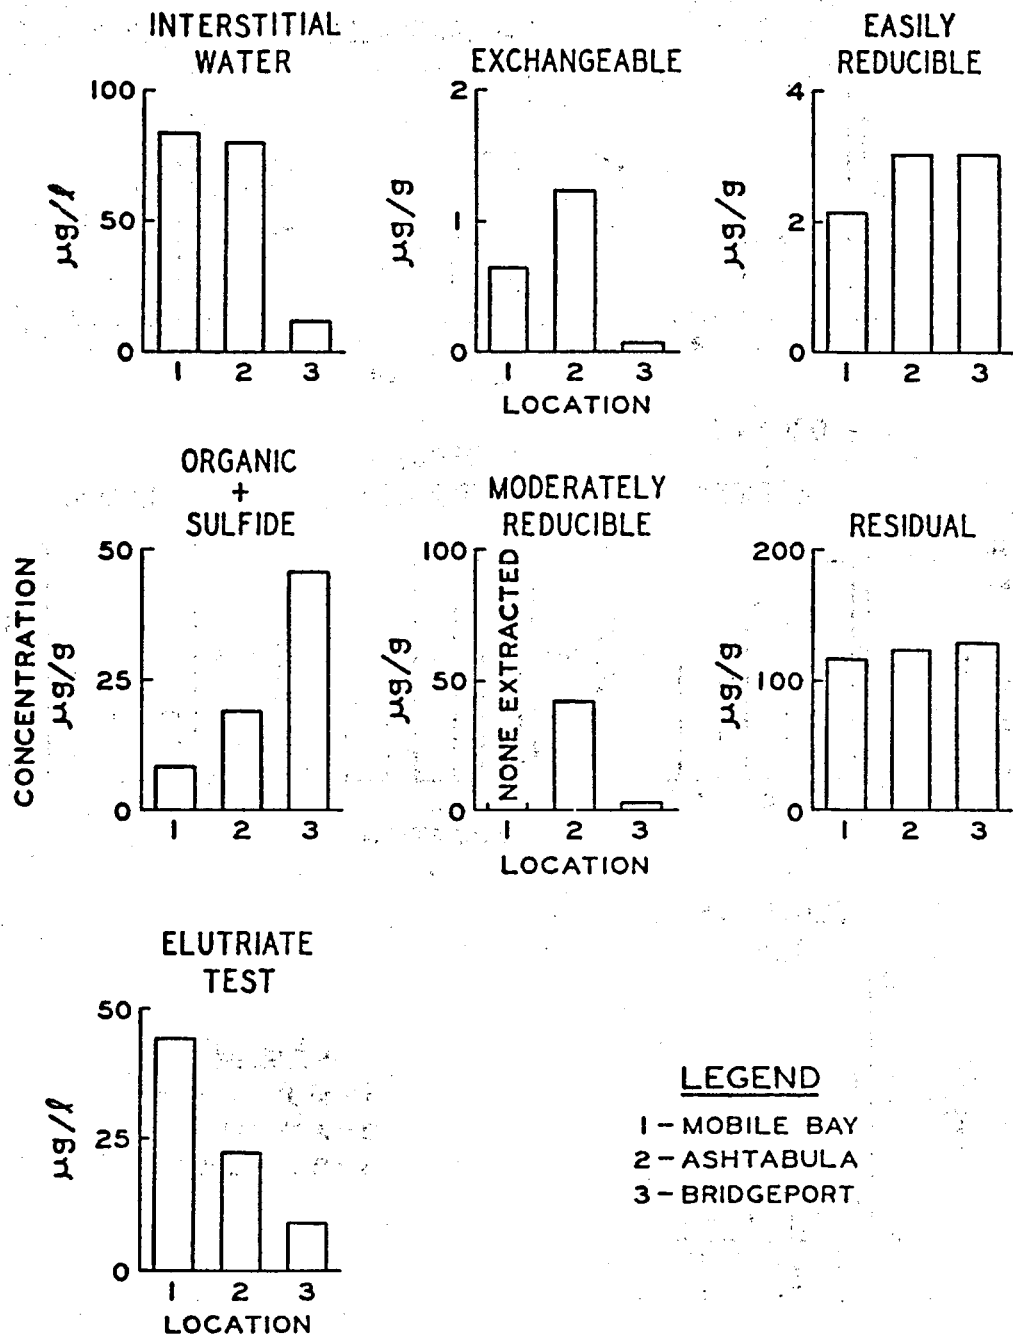 INTERSTITIAL
WATER
100
50
0
µg/l
1 2 3
EXCHANGEABLE
2
1
0
µg/g
1 2 3
LOCATION
EASILY
REDUCIBLE
4
2
0
µg/g
1 2 3
CONCENTRATION
ORGANIC
+
SULFIDE
50
25
0
µg/g
1 2 3
MODERATELY
REDUCIBLE
100
50
0
µg/g
NONE EXTRACTED
1 2 3
LOCATION
RESIDUAL
200
100
0
µg/g
1 2 3
ELUTRIATE
TEST
50
25
0
µg/l
1 2 3
LOCATION
LEGEND
1 – MOBILE BAY
2 – ASHTABULA
3 – BRIDGEPORT